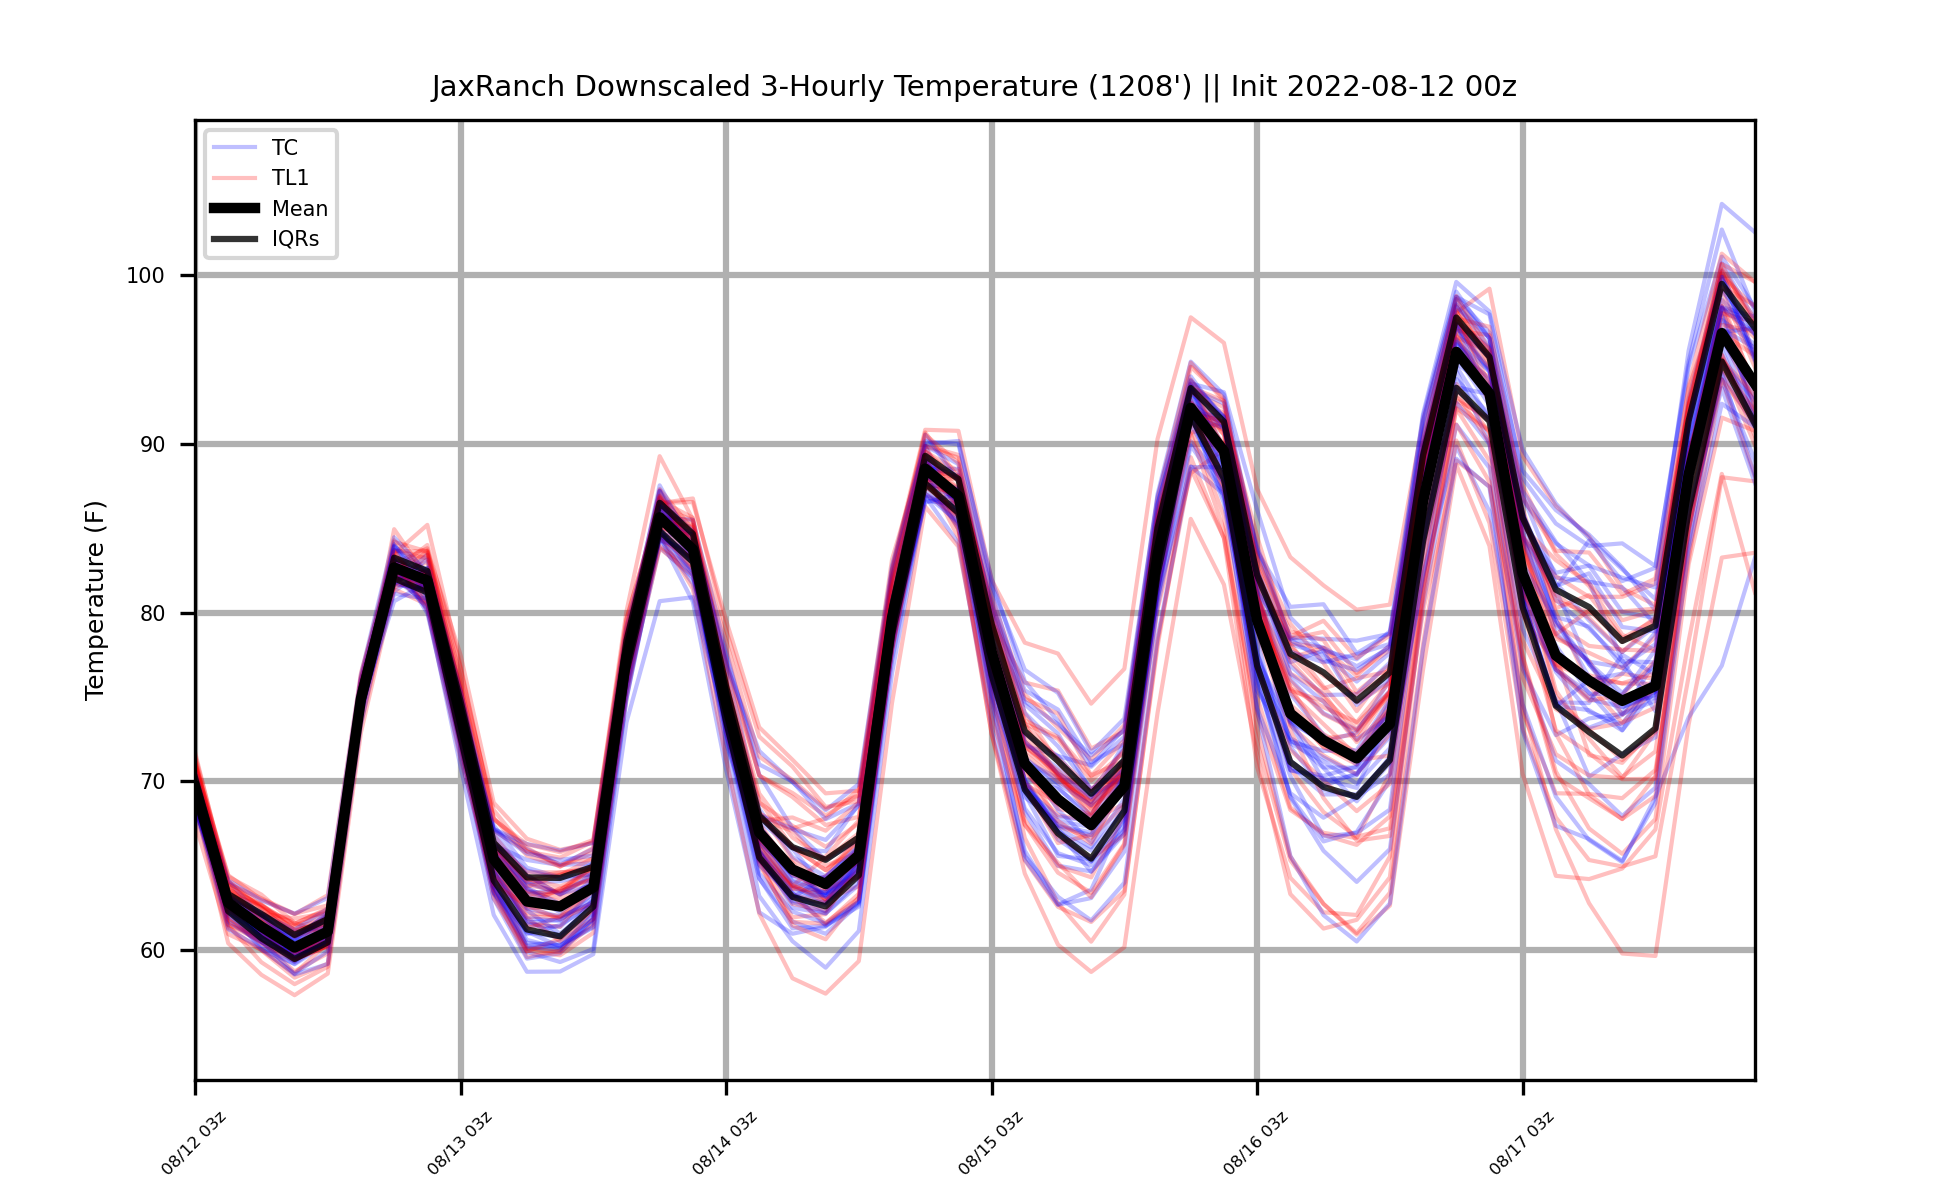 JaxRanch Downscaled 3-Hourly Temperature (1208') || Init 2022-08-12 00z
TC
TL1
Mean
IQRs
Temperature (F)
100
90
80
70
60
08/12 03z
08/13 03z
08/14 03z
08/15 03z
08/16 03z
08/17 03z